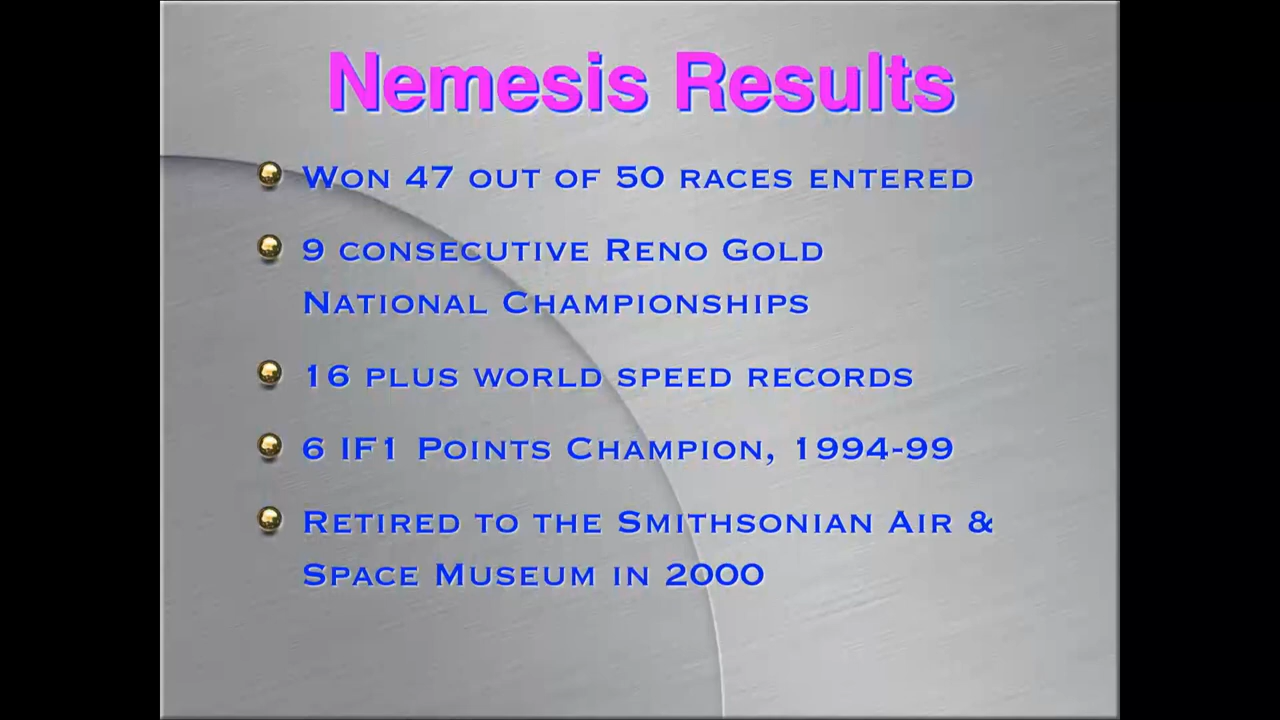 Nemesis Results
Won 47 out of 50 races entered
9 consecutive Reno Gold
National Championships
16 plus world speed records
6 IF1 Points Champion, 1994-99
Retired to the Smithsonian Air &
Space Museum in 2000